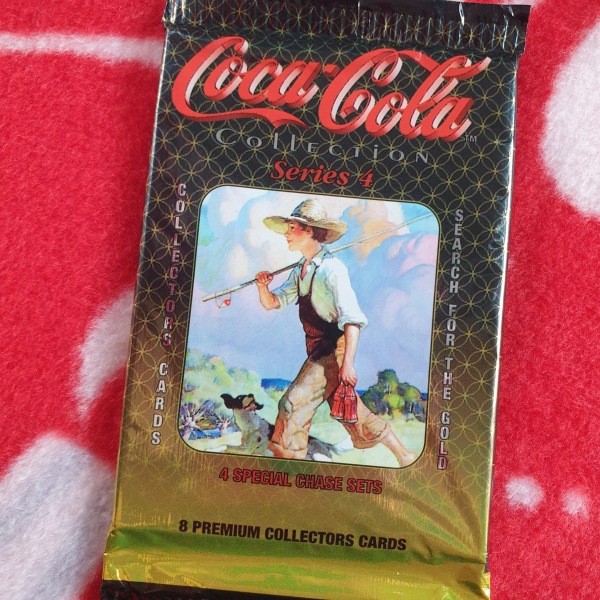 Coca-Cola
TM
COLLECTION
Series 4
COLLECTORS CARDS
SEARCH FOR THE GOLD
4 SPECIAL CHASE SETS
8 PREMIUM COLLECTORS CARDS